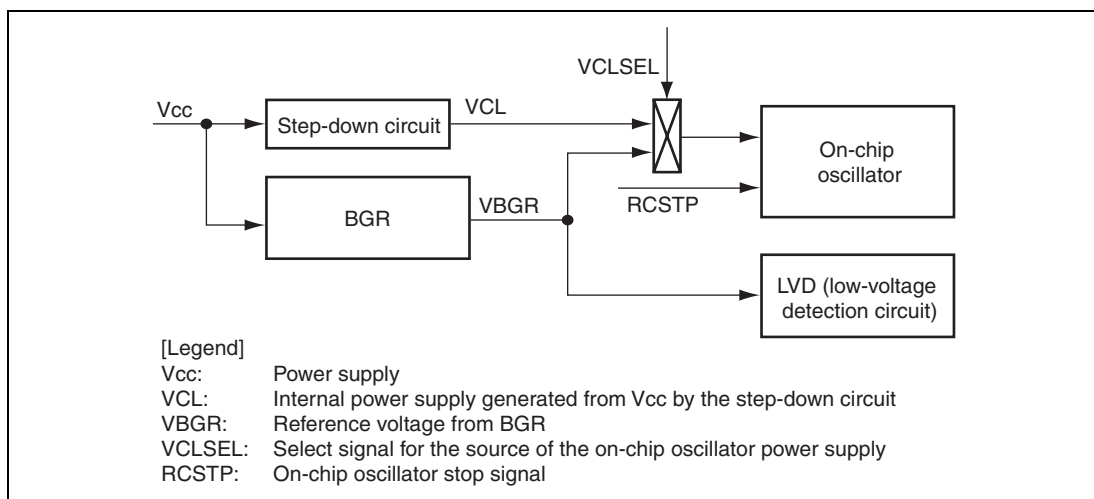 VCLSEL
Vcc
Step-down circuit
VCL
On-chip
oscillator
BGR
VBGR
RCSTP
LVD (low-voltage
detection circuit)
[Legend]
Vcc: Power supply
VCL: Internal power supply generated from Vcc by the step-down circuit
VBGR: Reference voltage from BGR
VCLSEL: Select signal for the source of the on-chip oscillator power supply
RCSTP: On-chip oscillator stop signal